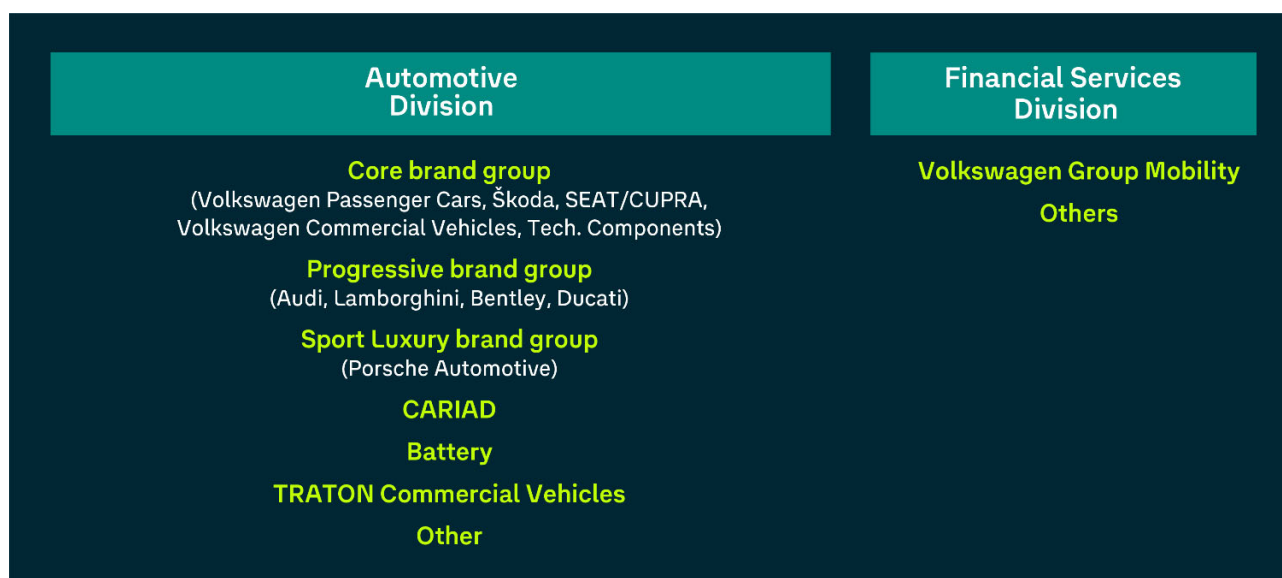 Automotive
Division
Core brand group
(Volkswagen Passenger Cars, Škoda, SEAT/CUPRA,
Volkswagen Commercial Vehicles, Tech. Components)
Progressive brand group
(Audi, Lamborghini, Bentley, Ducati)
Sport Luxury brand group
(Porsche Automotive)
CARIAD
Battery
TRATON Commercial Vehicles
Other
Financial Services
Division
Volkswagen Group Mobility
Others